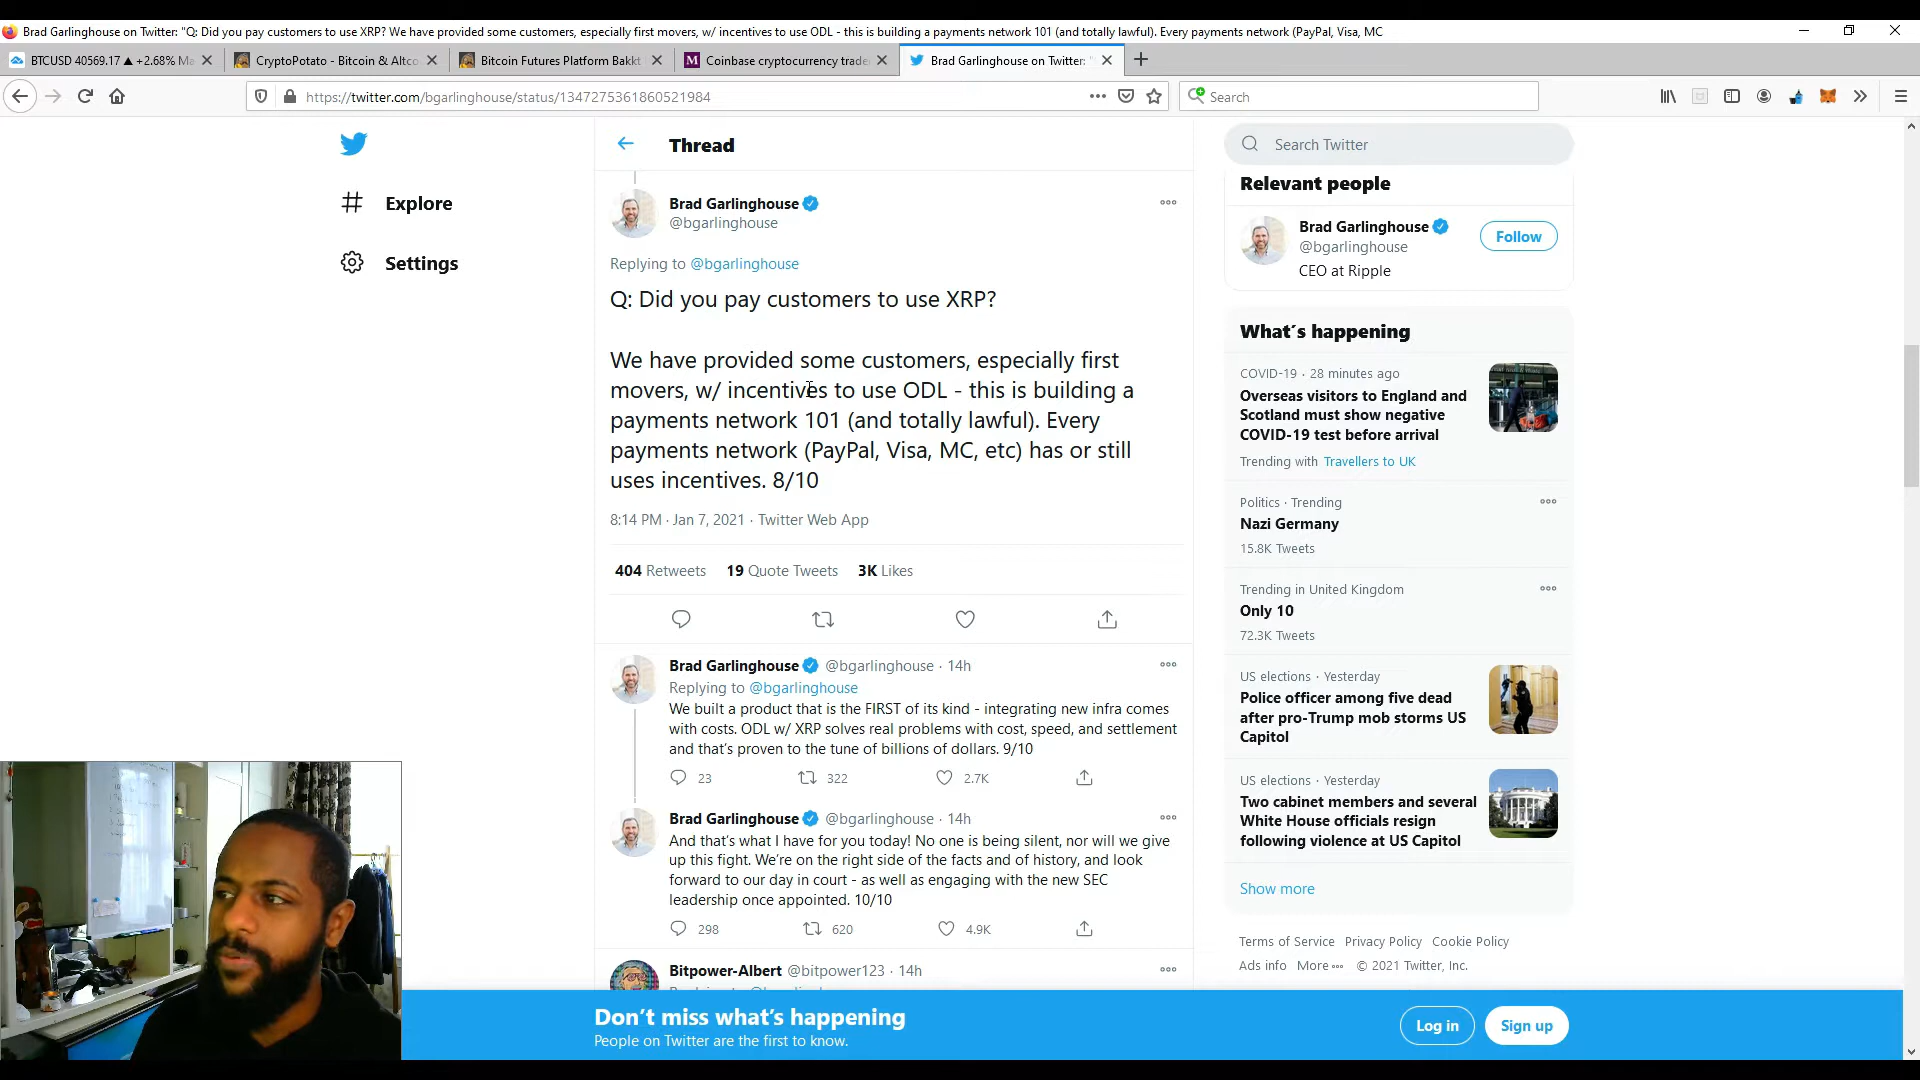 Brad Garlinghouse on Twitter: "Q: Did you pay customers to use XRP? We have provided some customers, especially first movers, w/ incentives to use ODL - this is building a payments network 101 (and totally lawful). Every payments network (PayPal, Visa, MC
BTCUSD 40569.17 ▲ +2.68% Ma
CryptoPotato - Bitcoin & Altco
Bitcoin Futures Platform Bakkt
Coinbase cryptocurrency trade
Brad Garlinghouse on Twitter: "
https://twitter.com/bgarlinghouse/status/1347275361860521984
Search
Explore
Settings
Thread
Brad Garlinghouse
@bgarlinghouse
Replying to @bgarlinghouse
Q: Did you pay customers to use XRP?
We have provided some customers, especially first
movers, w/ incentives to use ODL - this is building a
payments network 101 (and totally lawful). Every
payments network (PayPal, Visa, MC, etc) has or still
uses incentives. 8/10
8:14 PM · Jan 7, 2021 · Twitter Web App
404 Retweets 19 Quote Tweets 3K Likes
Brad Garlinghouse @bgarlinghouse · 14h
Replying to @bgarlinghouse
We built a product that is the FIRST of its kind - integrating new infra comes
with costs. ODL w/ XRP solves real problems with cost, speed, and settlement
and that's proven to the tune of billions of dollars. 9/10
23 322 2.7K
Brad Garlinghouse @bgarlinghouse · 14h
And that's what I have for you today! No one is being silent, nor will we give
up this fight. We're on the right side of the facts and of history, and look
forward to our day in court - as well as engaging with the new SEC
leadership once appointed. 10/10
298 620 4.9K
Bitpower-Albert @bitpower123 · 14h
Search Twitter
Relevant people
Brad Garlinghouse
@bgarlinghouse
CEO at Ripple
Follow
What's happening
COVID-19 · 28 minutes ago
Overseas visitors to England and
Scotland must show negative
COVID-19 test before arrival
Trending with Travellers to UK
Politics · Trending
Nazi Germany
15.8K Tweets
Trending in United Kingdom
Only 10
72.3K Tweets
US elections · Yesterday
Police officer among five dead
after pro-Trump mob storms US
Capitol
US elections · Yesterday
Two cabinet members and several
White House officials resign
following violence at US Capitol
Show more
Terms of Service Privacy Policy Cookie Policy
Ads info More © 2021 Twitter, Inc.
Don't miss what's happening
People on Twitter are the first to know.
Log in
Sign up